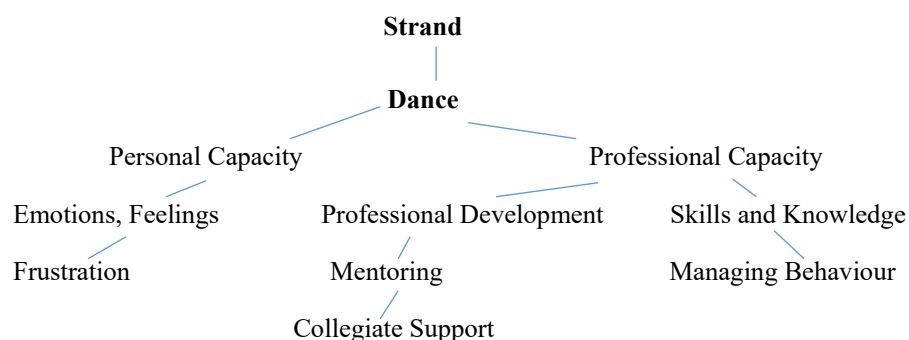 Strand
Dance
Personal Capacity
Professional Capacity
Emotions, Feelings
Professional Development
Skills and Knowledge
Frustration
Mentoring
Managing Behaviour
Collegiate Support